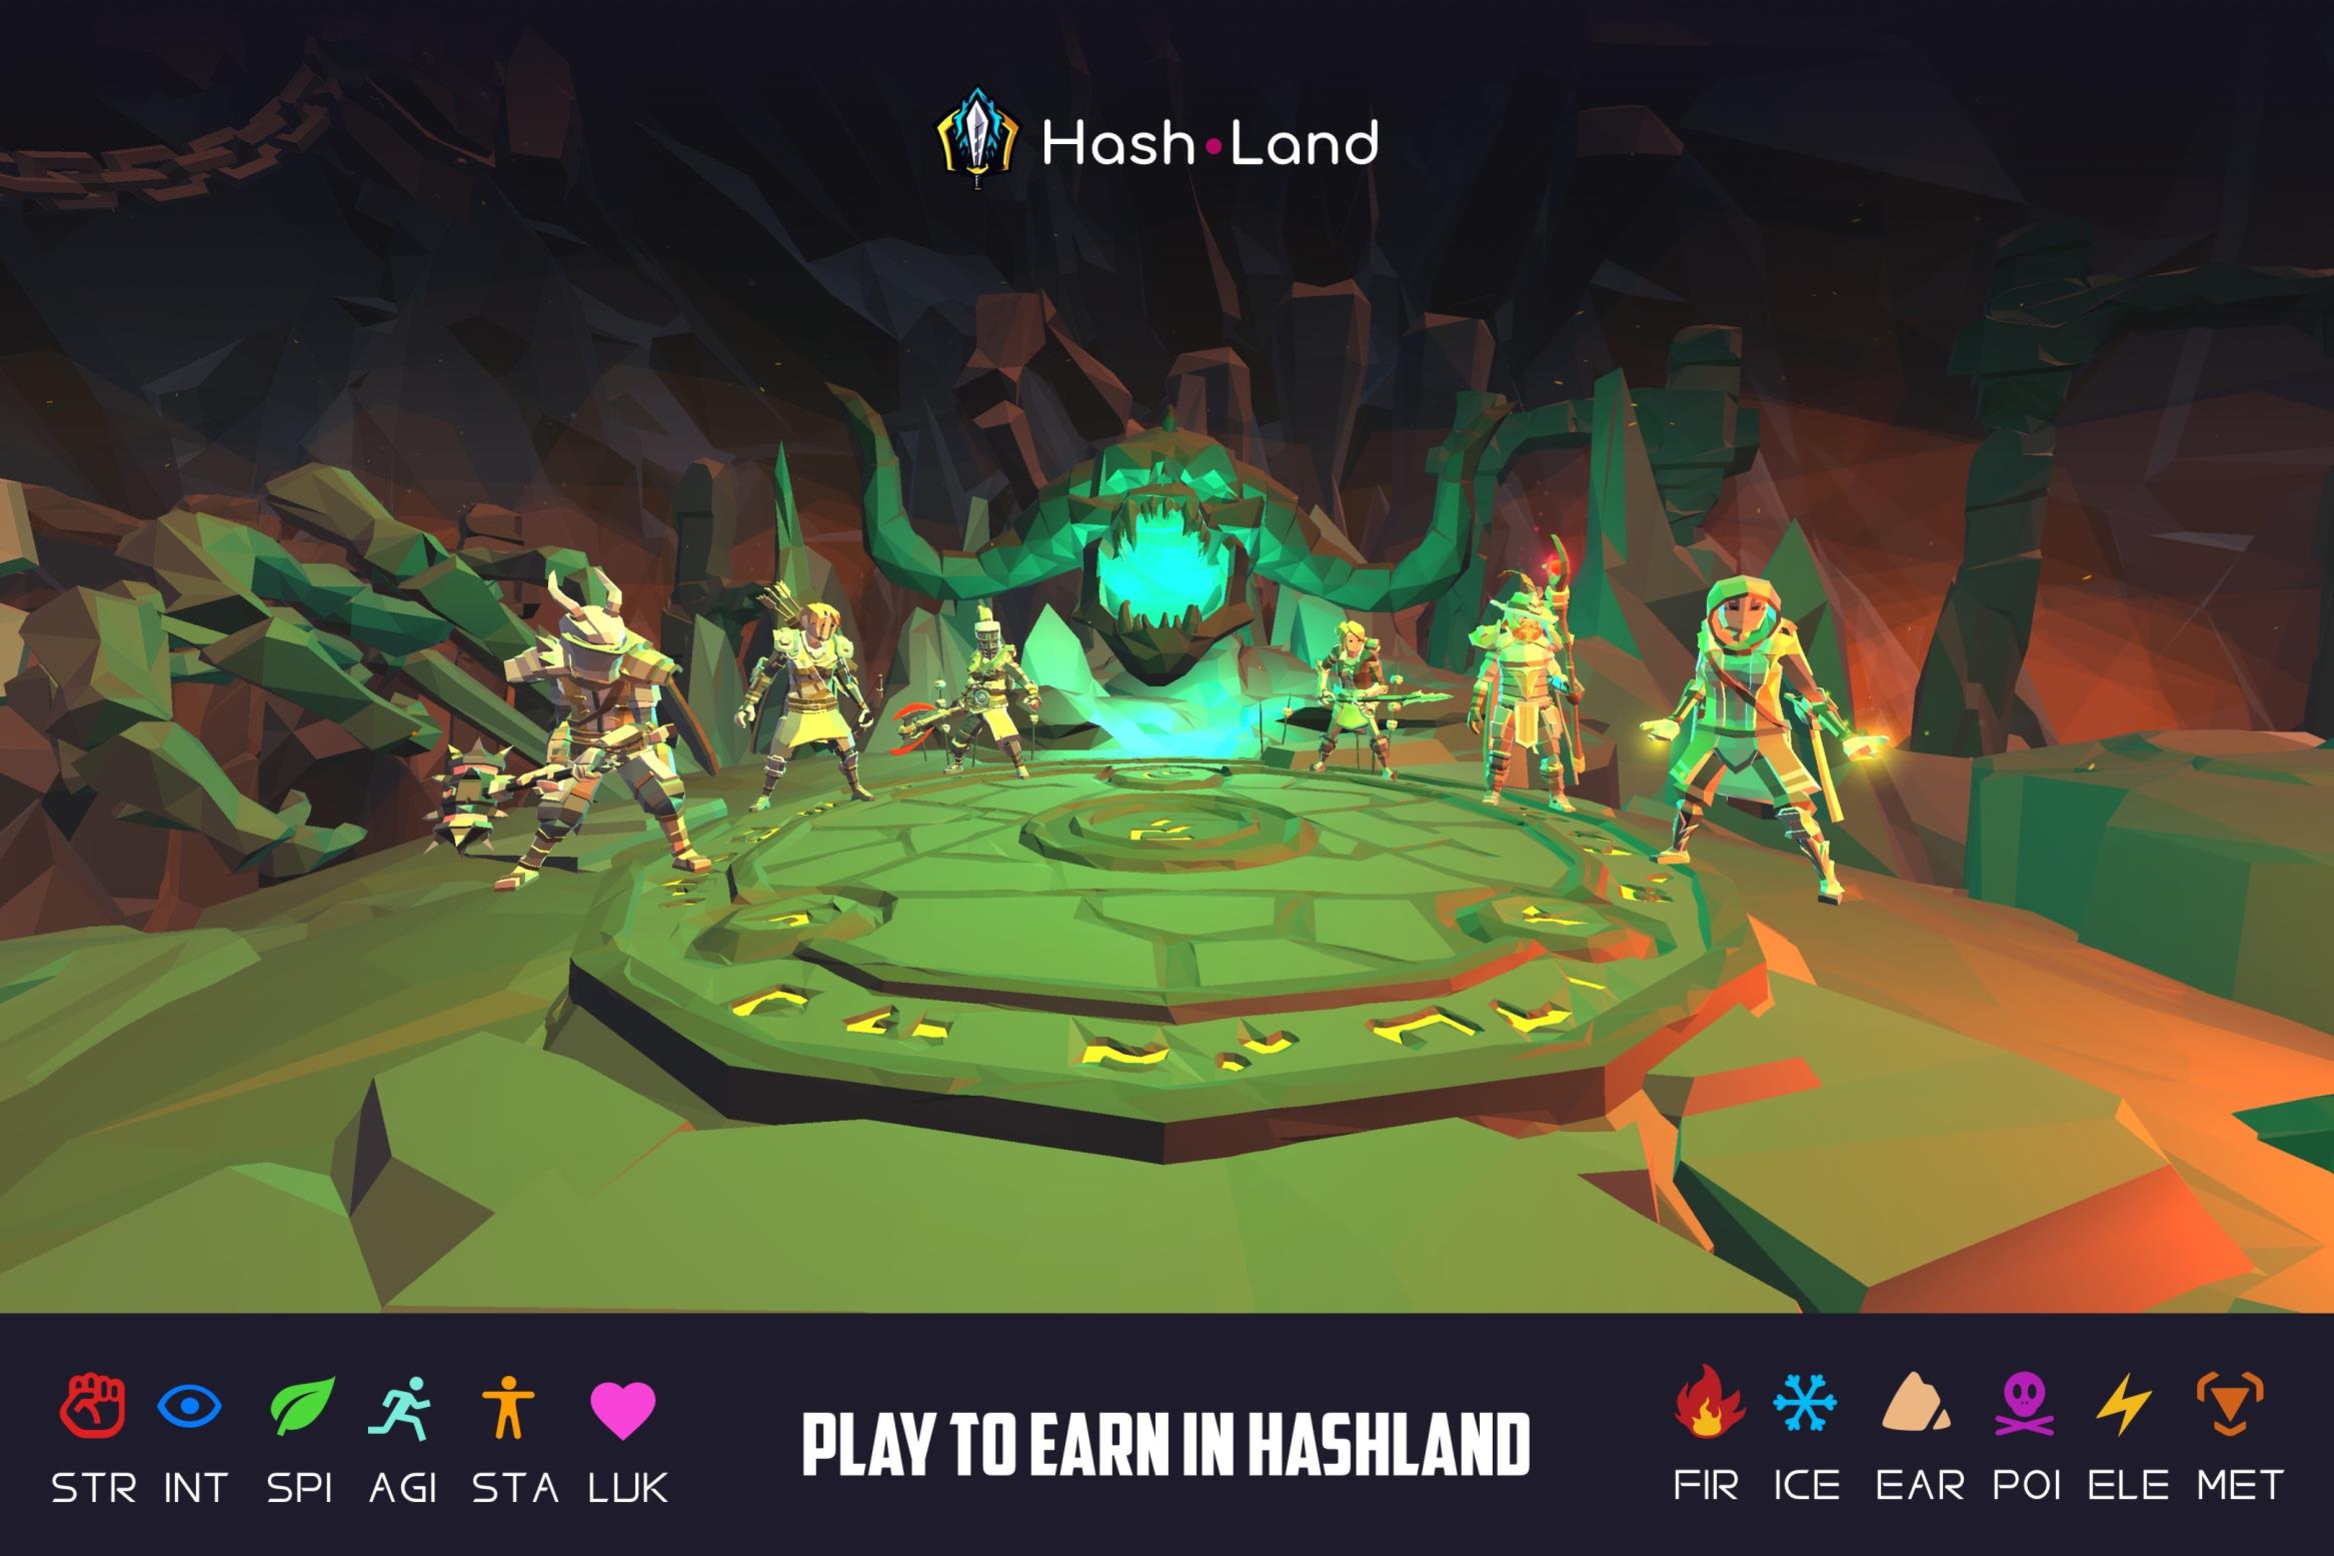 Hash•Land
STR INT SPI AGI STA LUK
PLAY TO EARN IN HASHLAND
FIR ICE EAR POI ELE MET